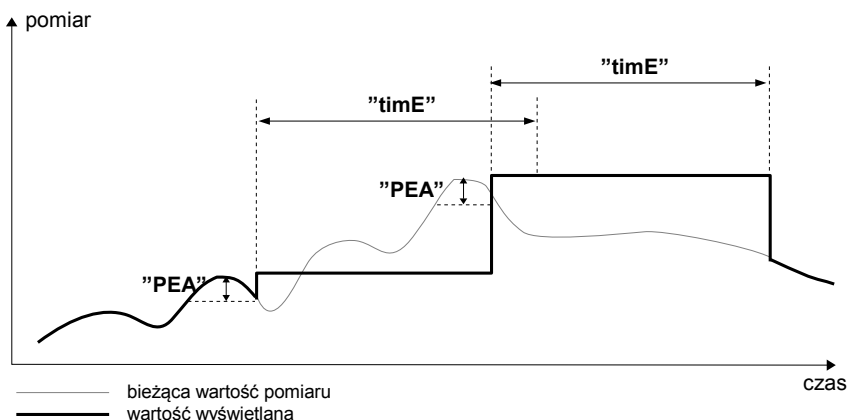 pomiar
”timE”
”timE”
”PEA”
”PEA”
czas
bieżąca wartość pomiaru
wartość wyświetlana